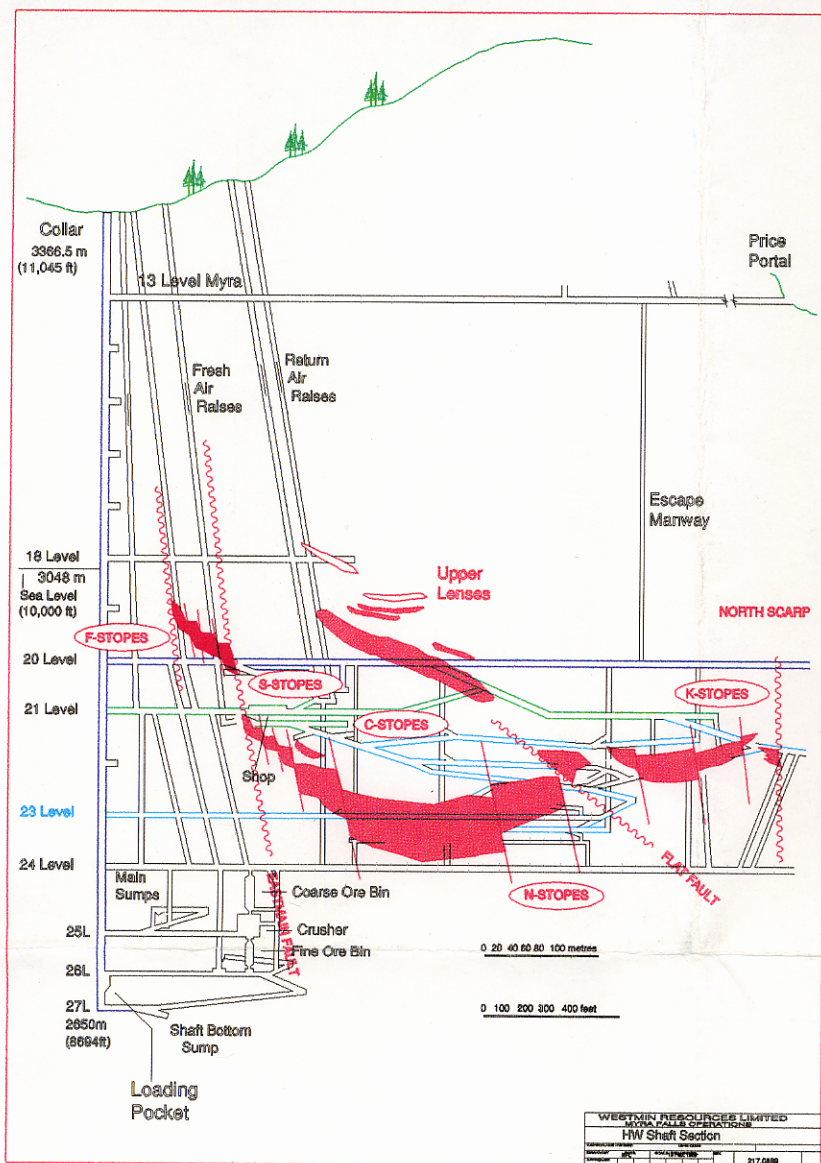 Collar
3366.5 m
(11,045 ft)
13 Level Myra
Price
Portal
Fresh
Air
Raises
Return
Air
Raises
Escape
Manway
18 Level
3048 m
Sea Level
(10,000 ft)
Upper
Lenses
NORTH SCARP
F-STOPES
20 Level
S-STOPES
K-STOPES
21 Level
C-STOPES
Shop
23 Level
24 Level
FLAT FAULT
Main
Sumps
EASTMAIN FAULT
Coarse Ore Bin
N-STOPES
25L
Crusher
Fine Ore Bin
26L
0 20 40 60 80 100 metres
27L
2650m
(8694ft)
0 100 200 300 400 feet
Shaft Bottom
Sump
Loading
Pocket
WESTMIN RESOURCES LIMITED
MYRA FALLS OPERATIONS
HW Shaft Section